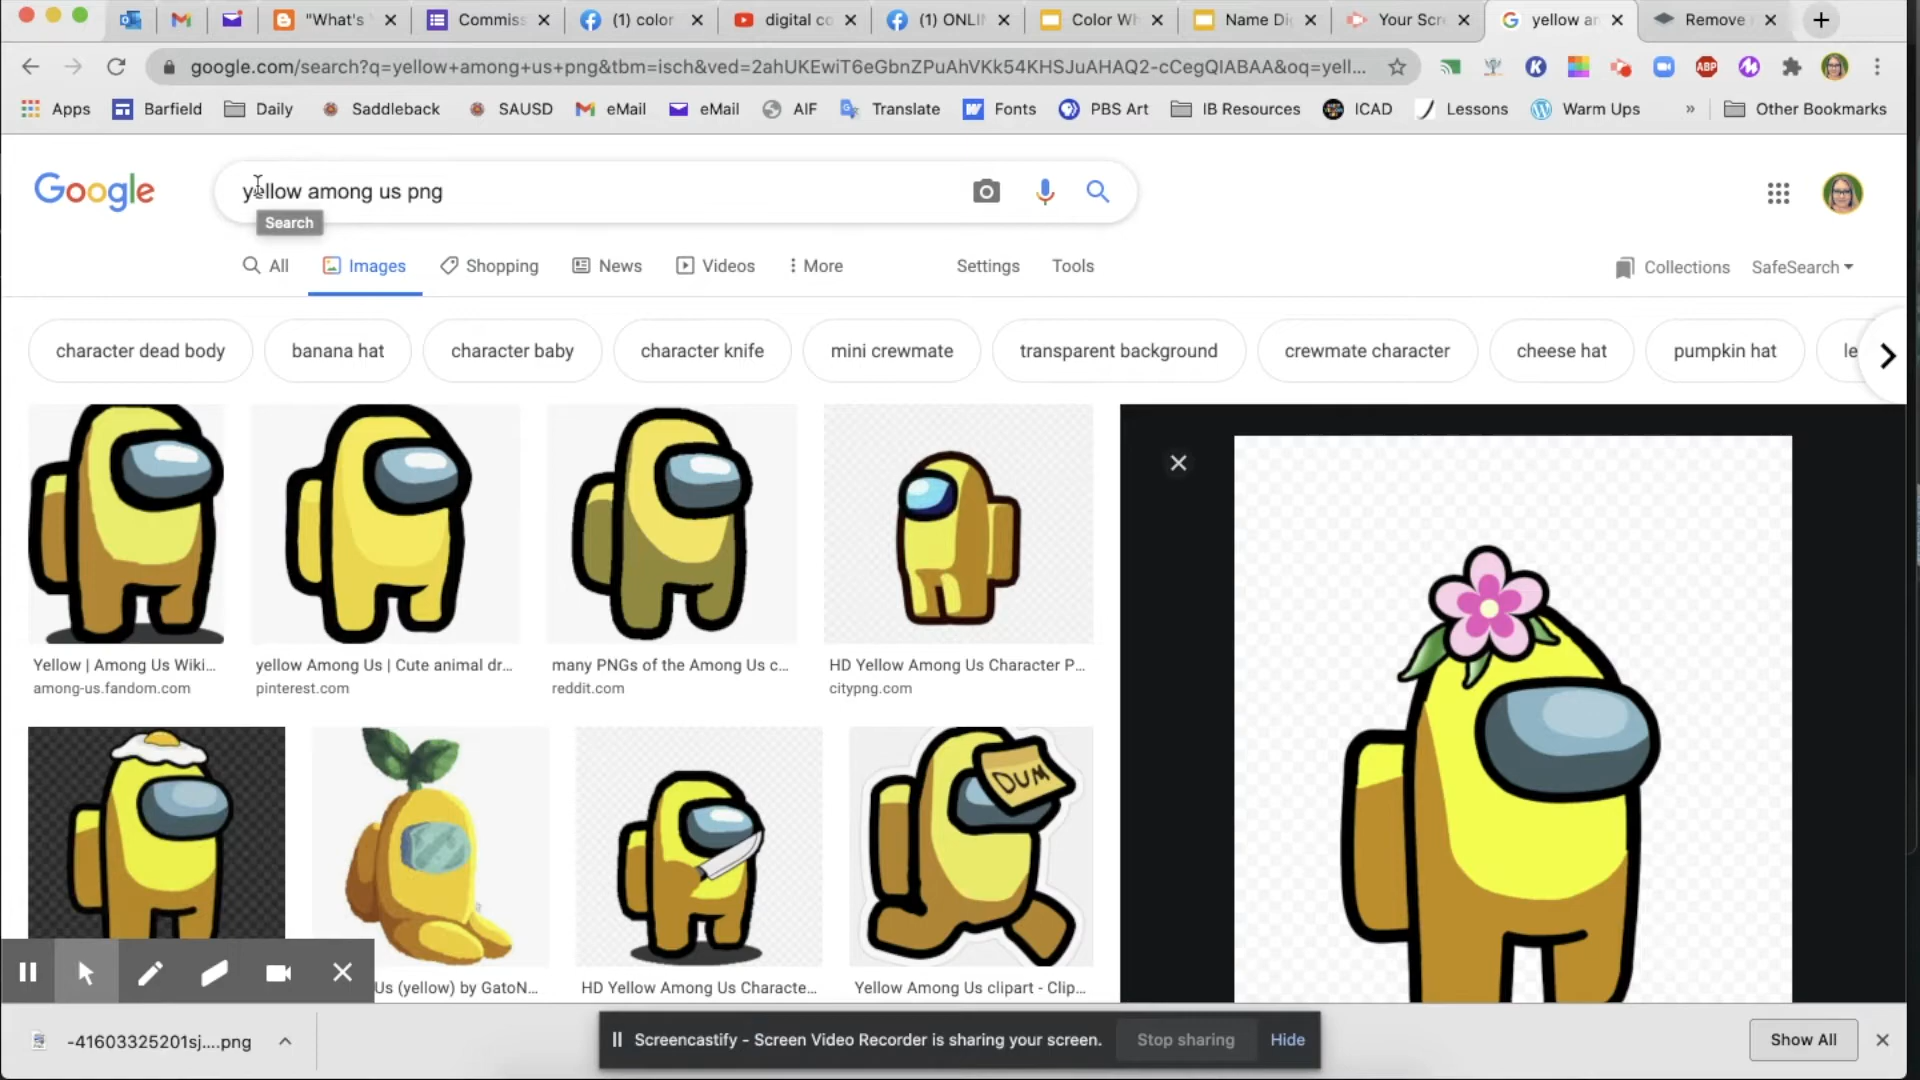 "What's
Commiss
(1) color
digital co
(1) ONLI
Color Wh
Name Di
Your Scr
yellow an
Remove
google.com/search?q=yellow+among+us+png&tbm=isch&ved=2ahUKEwiT6eGbnZPuAhVKk54KHSJuAHAQ2-cCegQIABAA&oq=yell...
ABP
Apps
Barfield
Daily
Saddleback
SAUSD
eMail
eMail
AIF
Translate
Fonts
PBS Art
IB Resources
ICAD
Lessons
Warm Ups
»
Other Bookmarks
Google
yellow among us png
Search
All
Images
Shopping
News
Videos
More
Settings
Tools
Collections
SafeSearch
character dead body
banana hat
character baby
character knife
mini crewmate
transparent background
crewmate character
cheese hat
pumpkin hat
le
Yellow | Among Us Wiki...
among-us.fandom.com
yellow Among Us | Cute animal dr...
pinterest.com
many PNGs of the Among Us c...
reddit.com
HD Yellow Among Us Character P...
citypng.com
DUM
Us (yellow) by GatoN...
HD Yellow Among Us Characte...
Yellow Among Us clipart - Clip...
-41603325201sj....png
Screencastify - Screen Video Recorder is sharing your screen.
Stop sharing
Hide
Show All